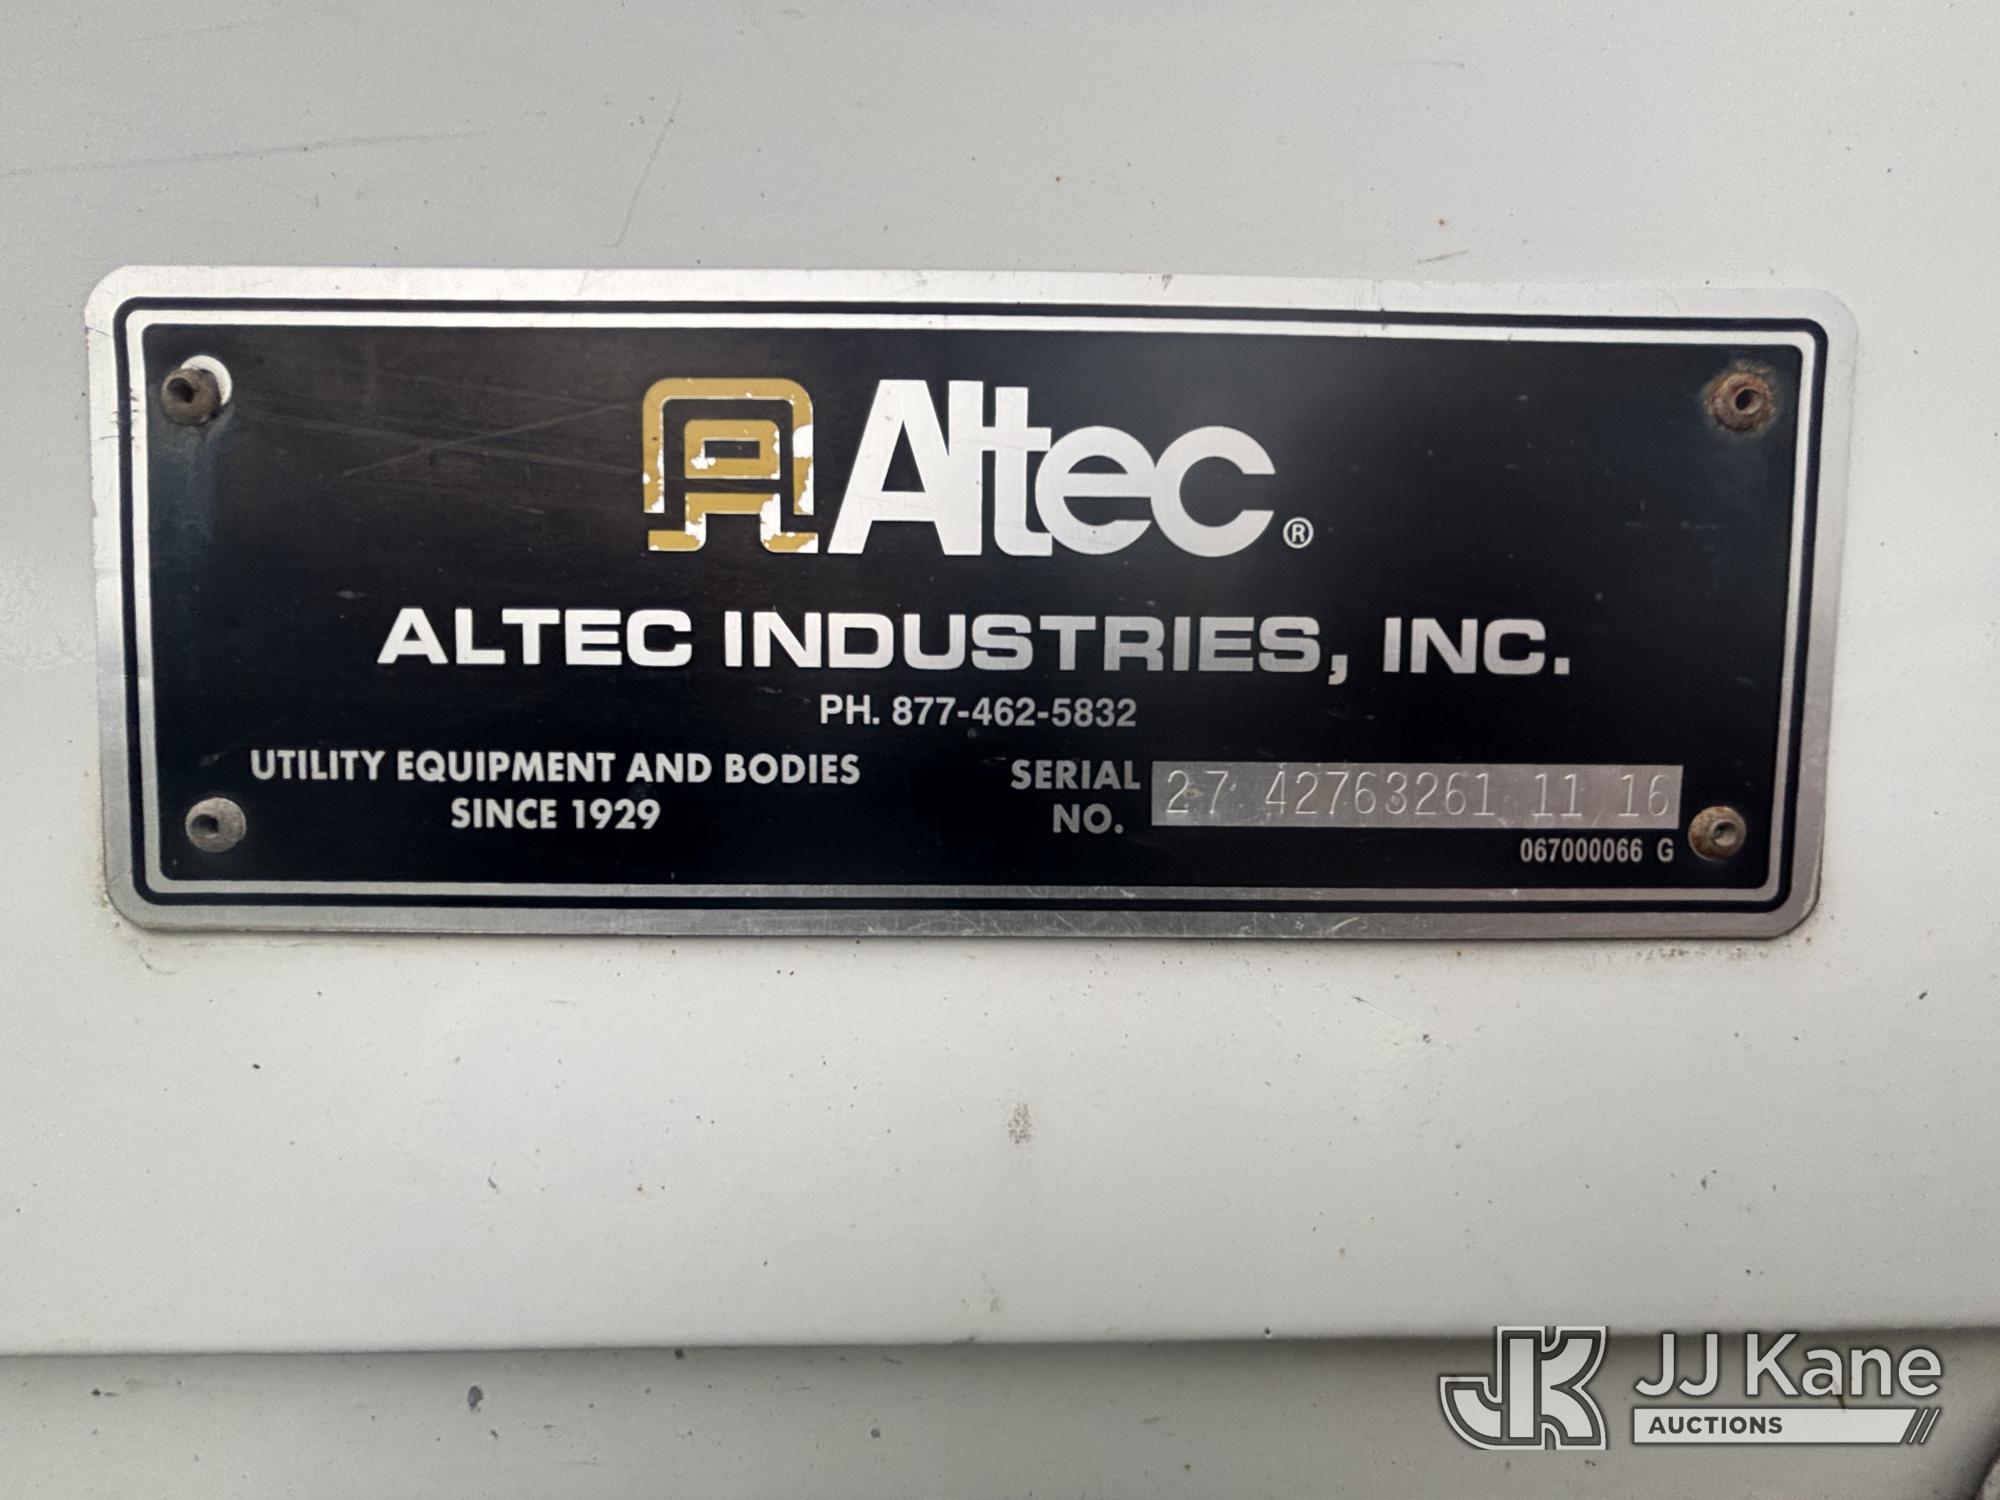 Altec®
ALTEC INDUSTRIES, INC.
PH. 877-462-5832
UTILITY EQUIPMENT AND BODIES
SINCE 1929
SERIAL
NO.
27 42763261 11 16
067000066 G
JJ Kane
AUCTIONS